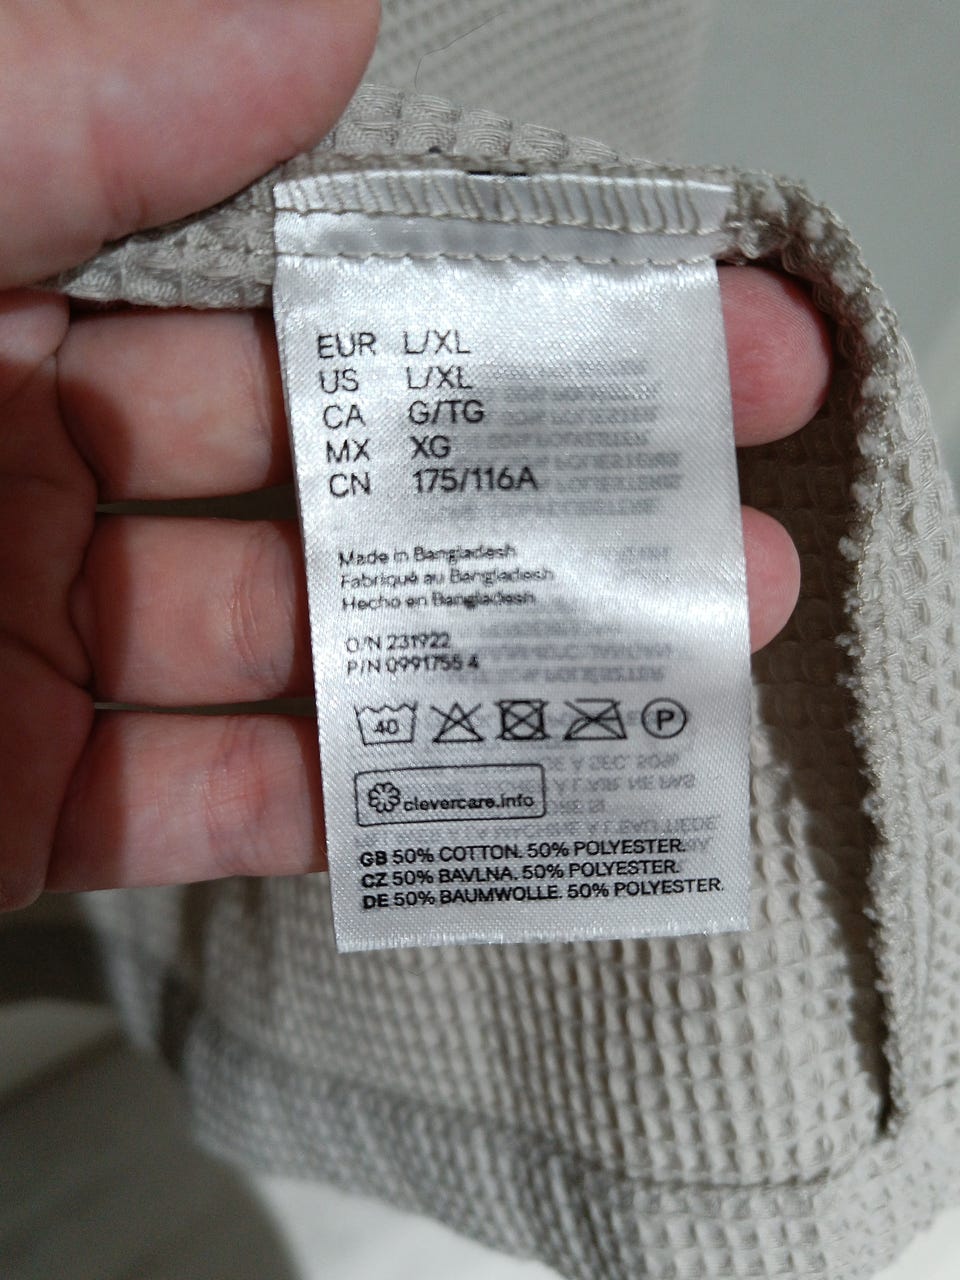 EUR L/XL
US L/XL
CA G/TG
MX XG
CN 175/116A
Made in Bangladesh
Fabriqué au Bangladesh
Hecho en Bangladesh
O/N 231922
P/N 0991755 4
40
P
clevercare.info
GB 50% COTTON. 50% POLYESTER.
CZ 50% BAVLNA. 50% POLYESTER.
DE 50% BAUMWOLLE. 50% POLYESTER.